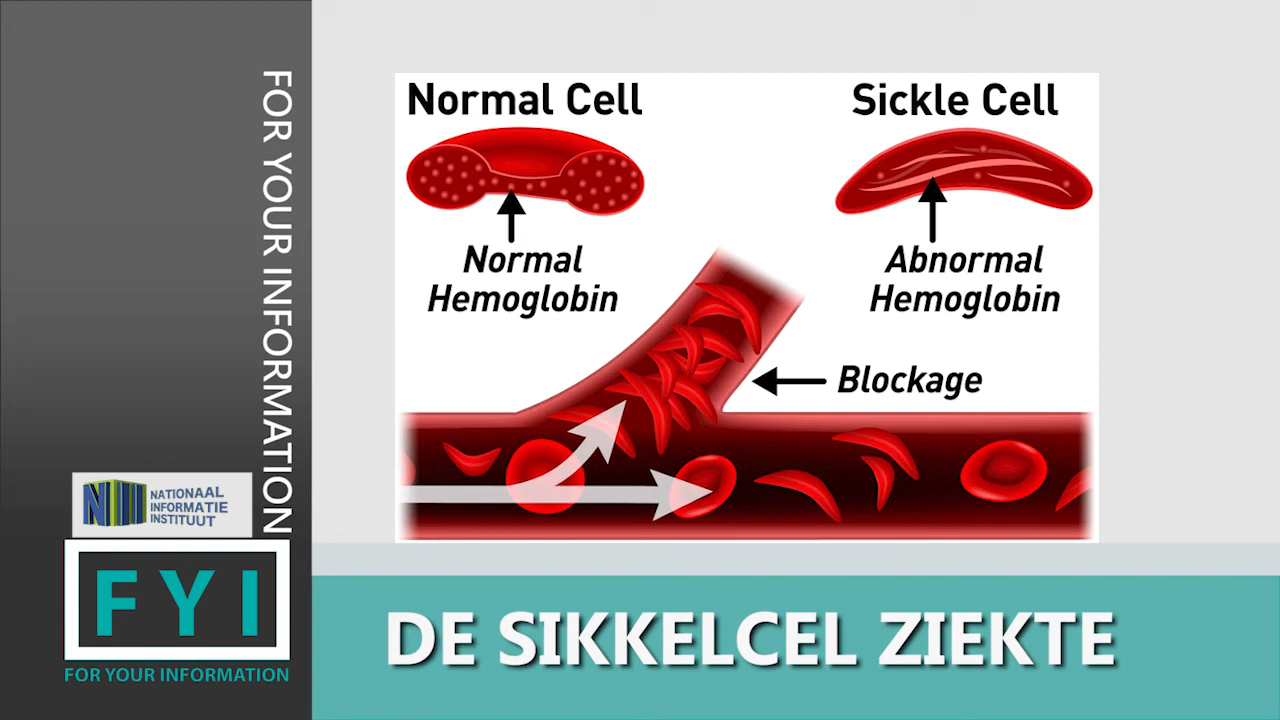 FOR YOUR INFORMATION
NATIONAAL
INFORMATIE
INSTITUUT
FYI
FOR YOUR INFORMATION
Normal Cell
Sickle Cell
Normal
Hemoglobin
Abnormal
Hemoglobin
Blockage
DE SIKKELCEL ZIEKTE